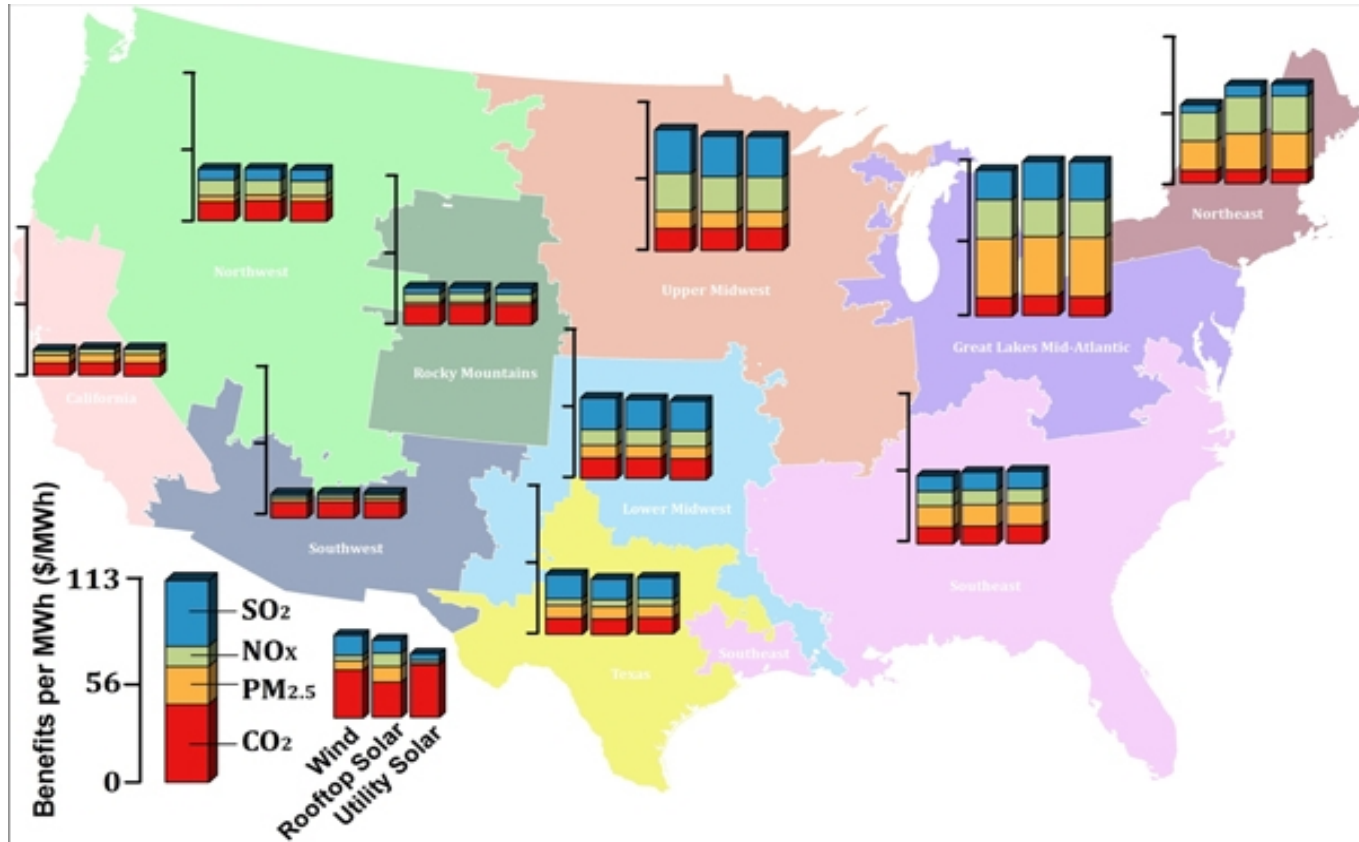 Northeast
Northwest
Upper Midwest
Great Lakes Mid-Atlantic
Rocky Mountains
California
Lower Midwest
Southwest
Southeast
Southeast
Texas
Benefits per MWh ($/MWh)
113
56
0
SO2
NOX
PM2.5
CO2
Wind
Rooftop Solar
Utility Solar